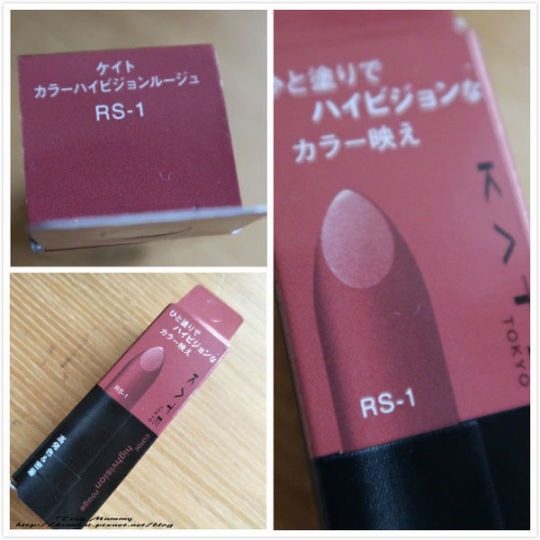 ケイト
カラーハイビジョンルージュ
RS-1
ひと塗りで
ハイビジョンな
カラー映え
KATE
TOKYO
RS-1
ひと塗りで
ハイビジョンな
カラー映え
RS-1
KATE
TOKYO
color
highvision rouge